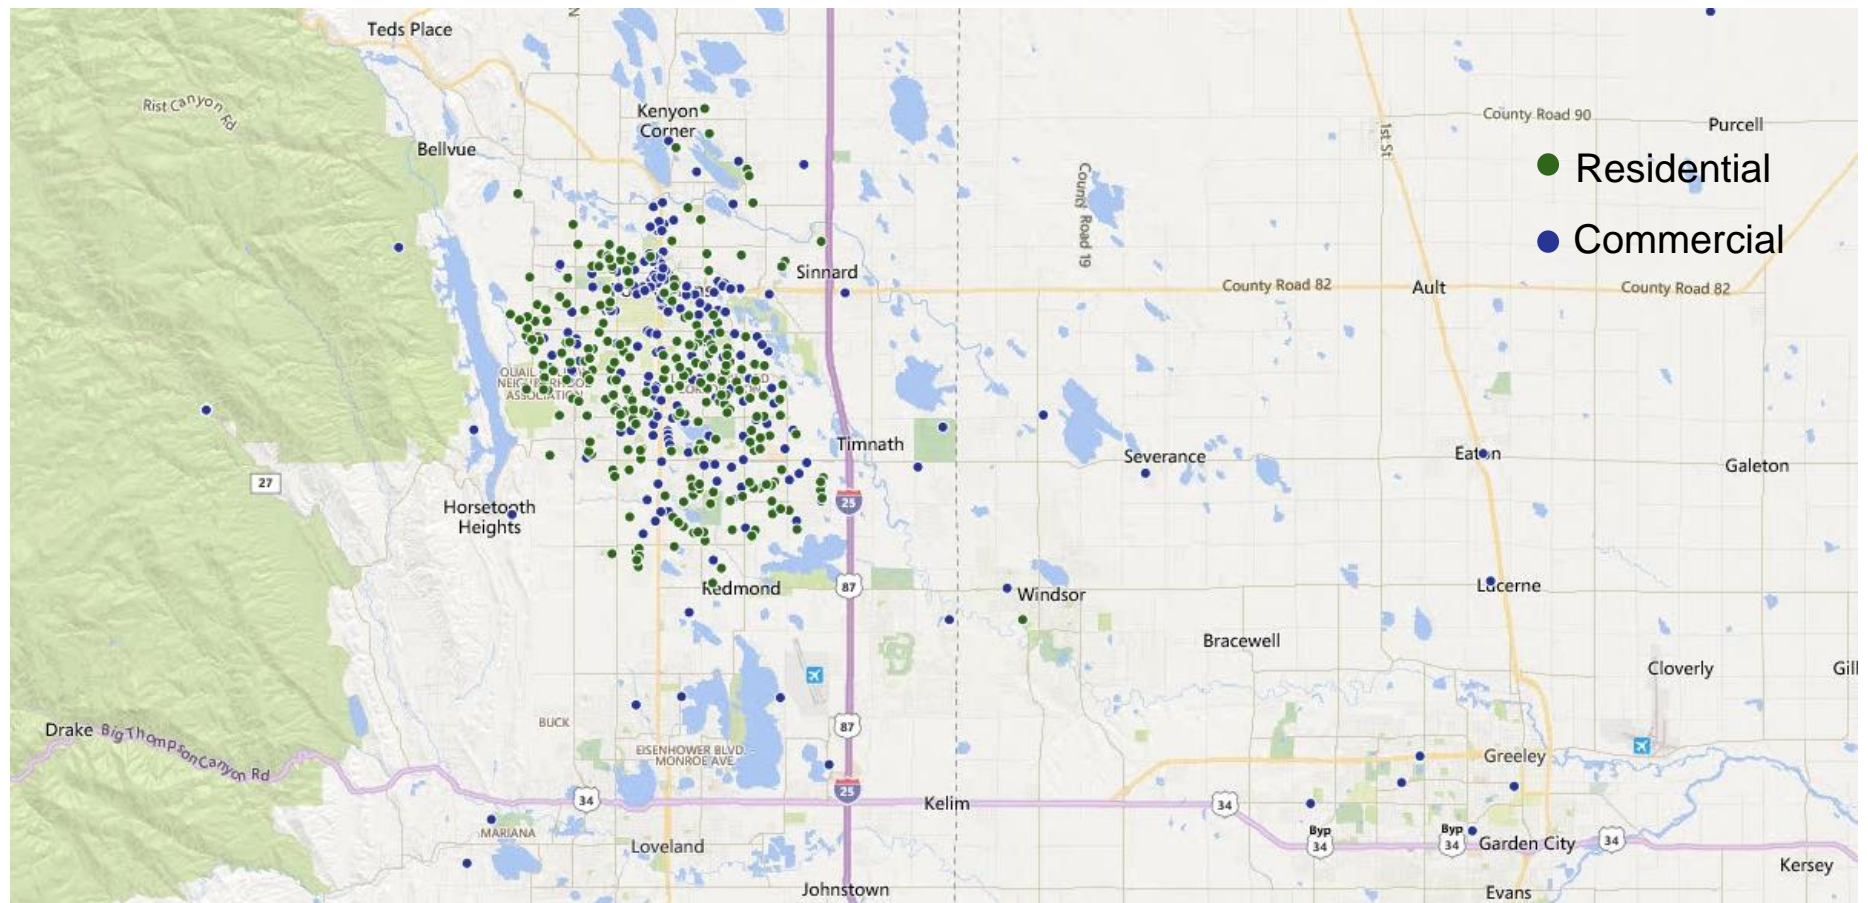 N
Teds Place
Rist Canyon Rd
Kenyon
Corner
Bellvue
County Road 90
1st St
Purcell
Residential
County Road 19
Commercial
Sinnard
County Road 82
Ault
County Road 82
QUAIL
ASSOCIATION
Timnath
Severance
Eaton
Galeton
27
25
Horsetooth
Heights
87
Redmond
Windsor
Lucerne
Bracewell
Cloverly
Gill
BUCK
87
Drake
Big Thompson Canyon Rd
EISENHOWER BLVD. -
MONROE AVE
Greeley
25
34
Kelim
34
MARIANA
Byp
34
Byp
34
Garden City
34
Loveland
Kersey
Johnstown
Evans